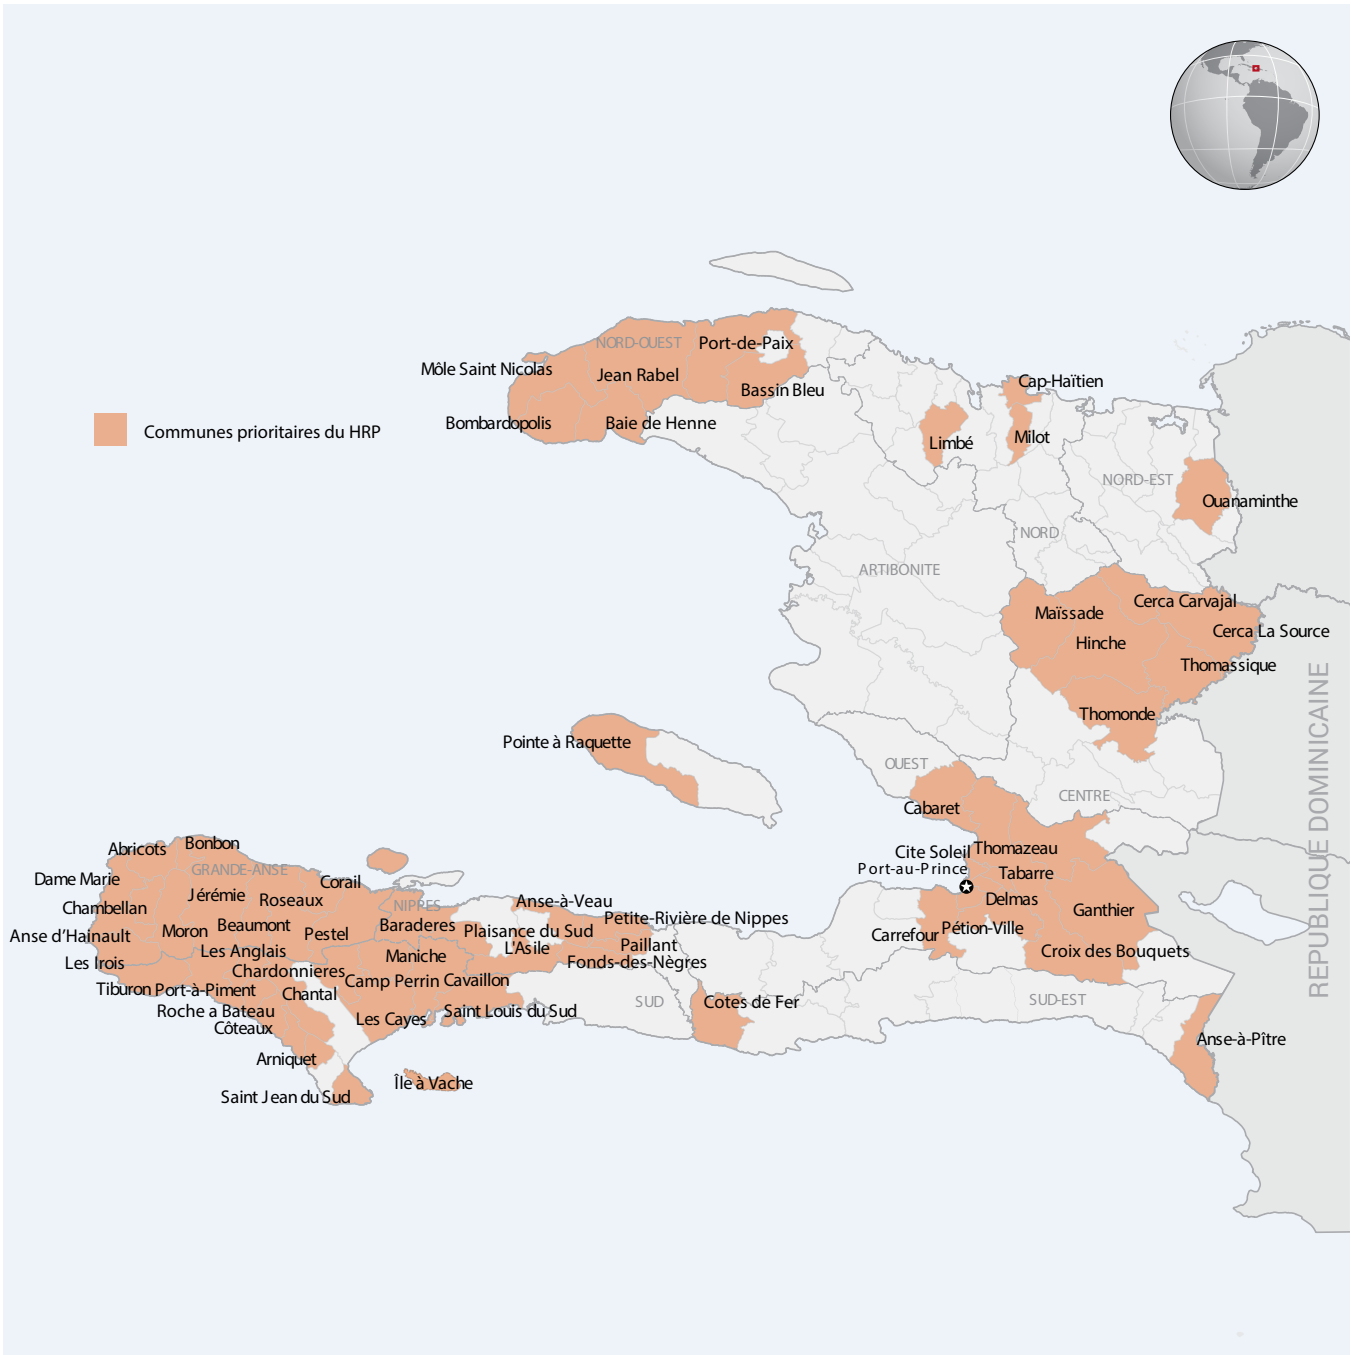 NORD-OUEST
Port-de-Paix
Môle Saint Nicolas
Jean Rabel
Bassin Bleu
Cap-Haïtien
Bombardopolis
Baie de Henne
Communes prioritaires du HRP
Limbé
Milot
NORD-EST
Ouanaminthe
NORD
ARTIBONITE
Maïssade
Cerca Carvajal
Cerca La Source
Hinche
Thomassique
Thomonde
Pointe à Raquette
REPUBLIQUE DOMINICAINE
OUEST
CENTRE
Cabaret
Abricots
Bonbon
Cite Soleil
Thomazeau
Port-au-Prince
GRANDE-ANSE
Tabarre
Dame Marie
Corail
Jérémie
Roseaux
Delmas
Chambellan
NIPPES
Anse-à-Veau
Ganthier
Petite-Rivière de Nippes
Beaumont
Baraderes
Pétion-Ville
Moron
Pestel
Plaisance du Sud
Carrefour
Anse d'Hainault
L'Asile
Paillant
Les Anglais
Croix des Bouquets
Maniche
Les Irois
Fonds-des-Nègres
Chardonnieres
Camp Perrin
Cavaillon
Tiburon
Port-à-Piment
Chantal
SUD
Cotes de Fer
SUD-EST
Roche a Bateau
Saint Louis du Sud
Les Cayes
Côteaux
Anse-à-Pître
Arniquet
Île à Vache
Saint Jean du Sud